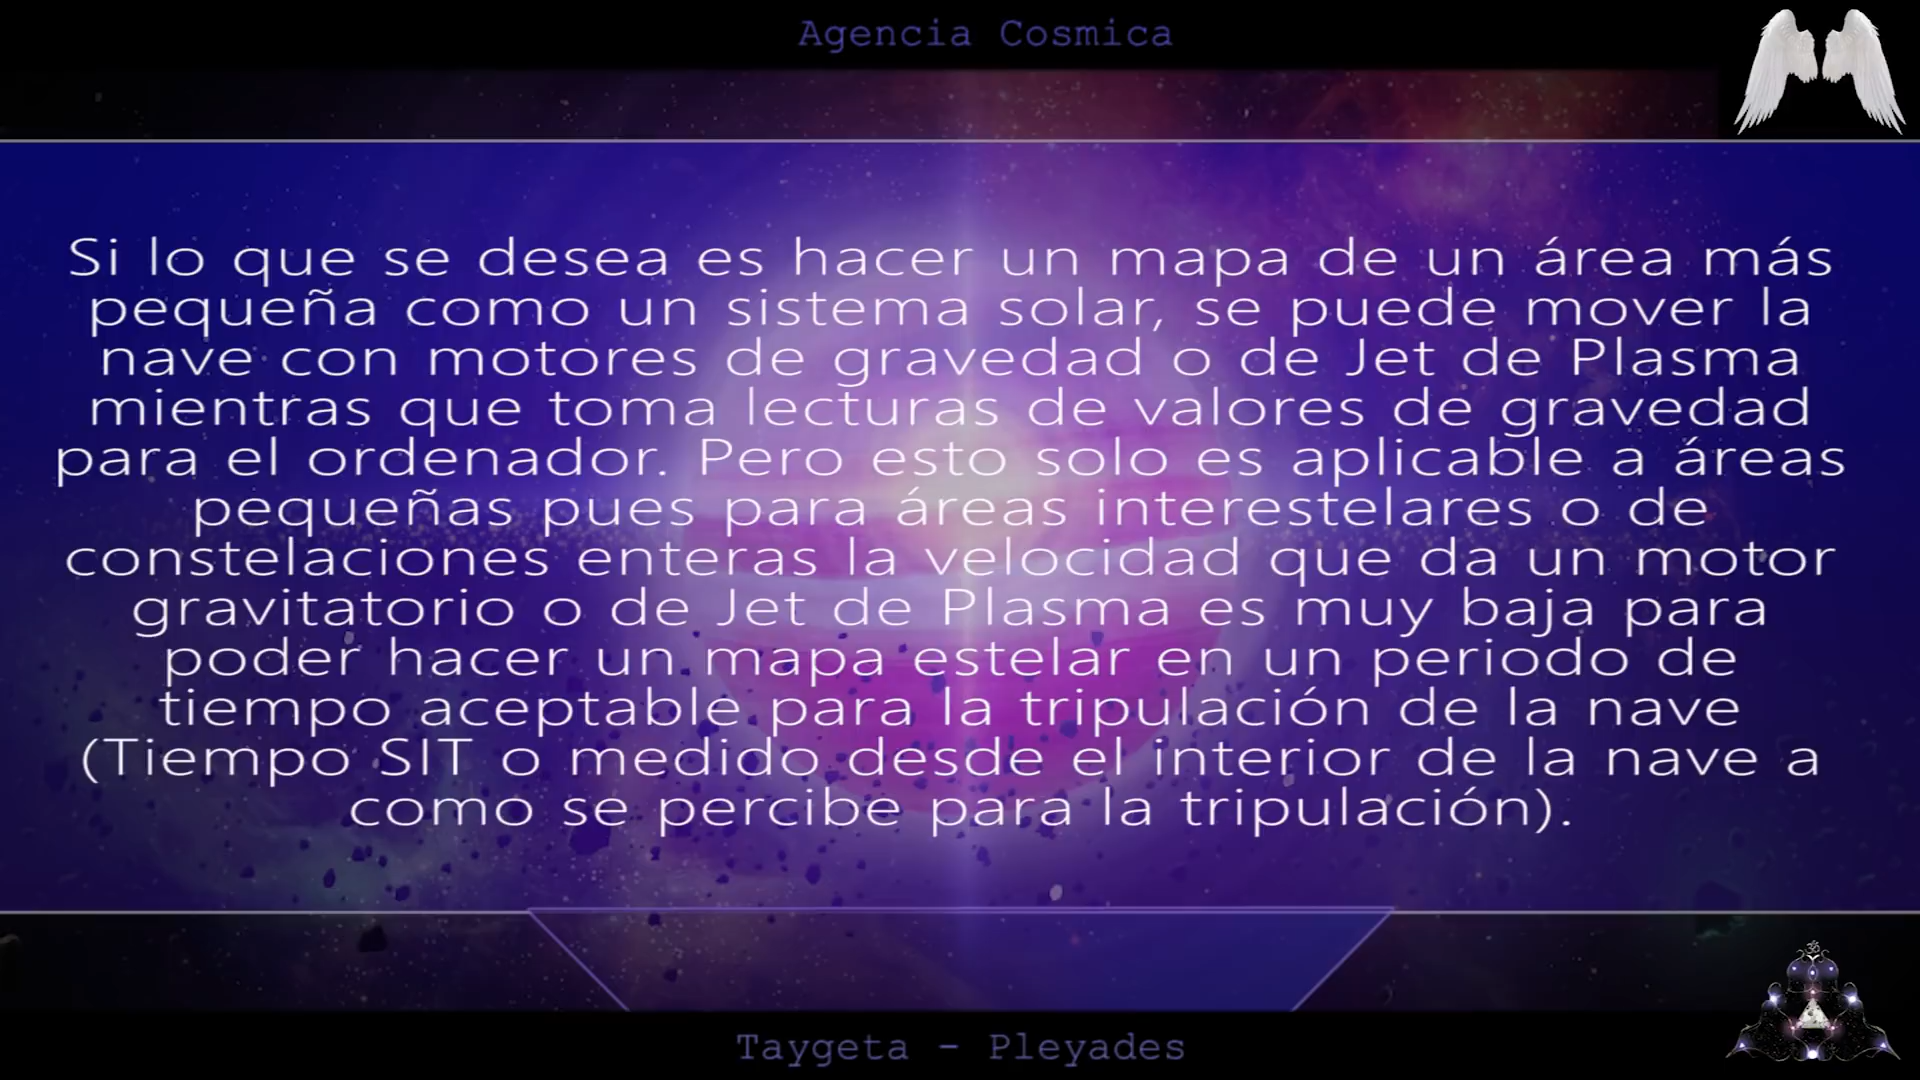 Agencia Cosmica
Si lo que se desea es hacer un mapa de un área más
pequeña como un sistema solar, se puede mover la
nave con motores de gravedad o de Jet de Plasma
mientras que toma lecturas de valores de gravedad
para el ordenador. Pero esto solo es aplicable a áreas
pequeñas pues para áreas interestelares o de
constelaciones enteras la velocidad que da un motor
gravitatorio o de Jet de Plasma es muy baja para
poder hacer un mapa estelar en un periodo de
tiempo aceptable para la tripulación de la nave
(Tiempo SIT o medido desde el interior de la nave a
como se percibe para la tripulación).
ॐ
Taygeta - Pleyades